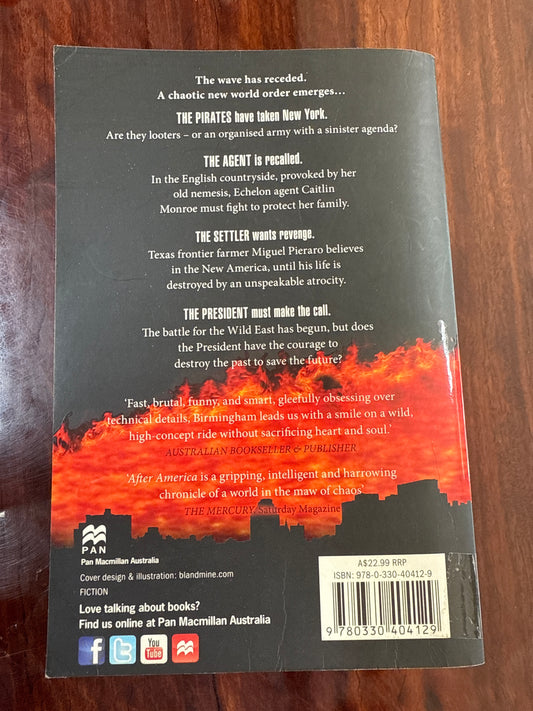 The wave has receded.
A chaotic new world order emerges...
THE PIRATES have taken New York.
Are they looters – or an organised army with a sinister agenda?
THE AGENT is recalled.
In the English countryside, provoked by her
old nemesis, Echelon agent Caitlin
Monroe must fight to protect her family.
THE SETTLER wants revenge.
Texas frontier farmer Miguel Pieraro believes
in the New America, until his life is
destroyed by an unspeakable atrocity.
THE PRESIDENT must make the call.
The battle for the Wild East has begun, but does
the President have the courage to
destroy the past to save the future?
'Fast, brutal, funny, and smart, gleefully obsessing over
technical details, Birmingham leads us with a smile on a wild,
high-concept ride without sacrificing heart and soul.'
AUSTRALIAN BOOKSELLER & PUBLISHER
'After America is a gripping, intelligent and harrowing
chronicle of a world in the maw of chaos'
THE MERCURY, Saturday Magazine
PAN
Pan Macmillan Australia
Cover design & illustration: blandmine.com
FICTION
Love talking about books?
Find us online at Pan Macmillan Australia
f t You Tube
A$22.99 RRP
ISBN: 978-0-330-40412-9
9 780330 404129